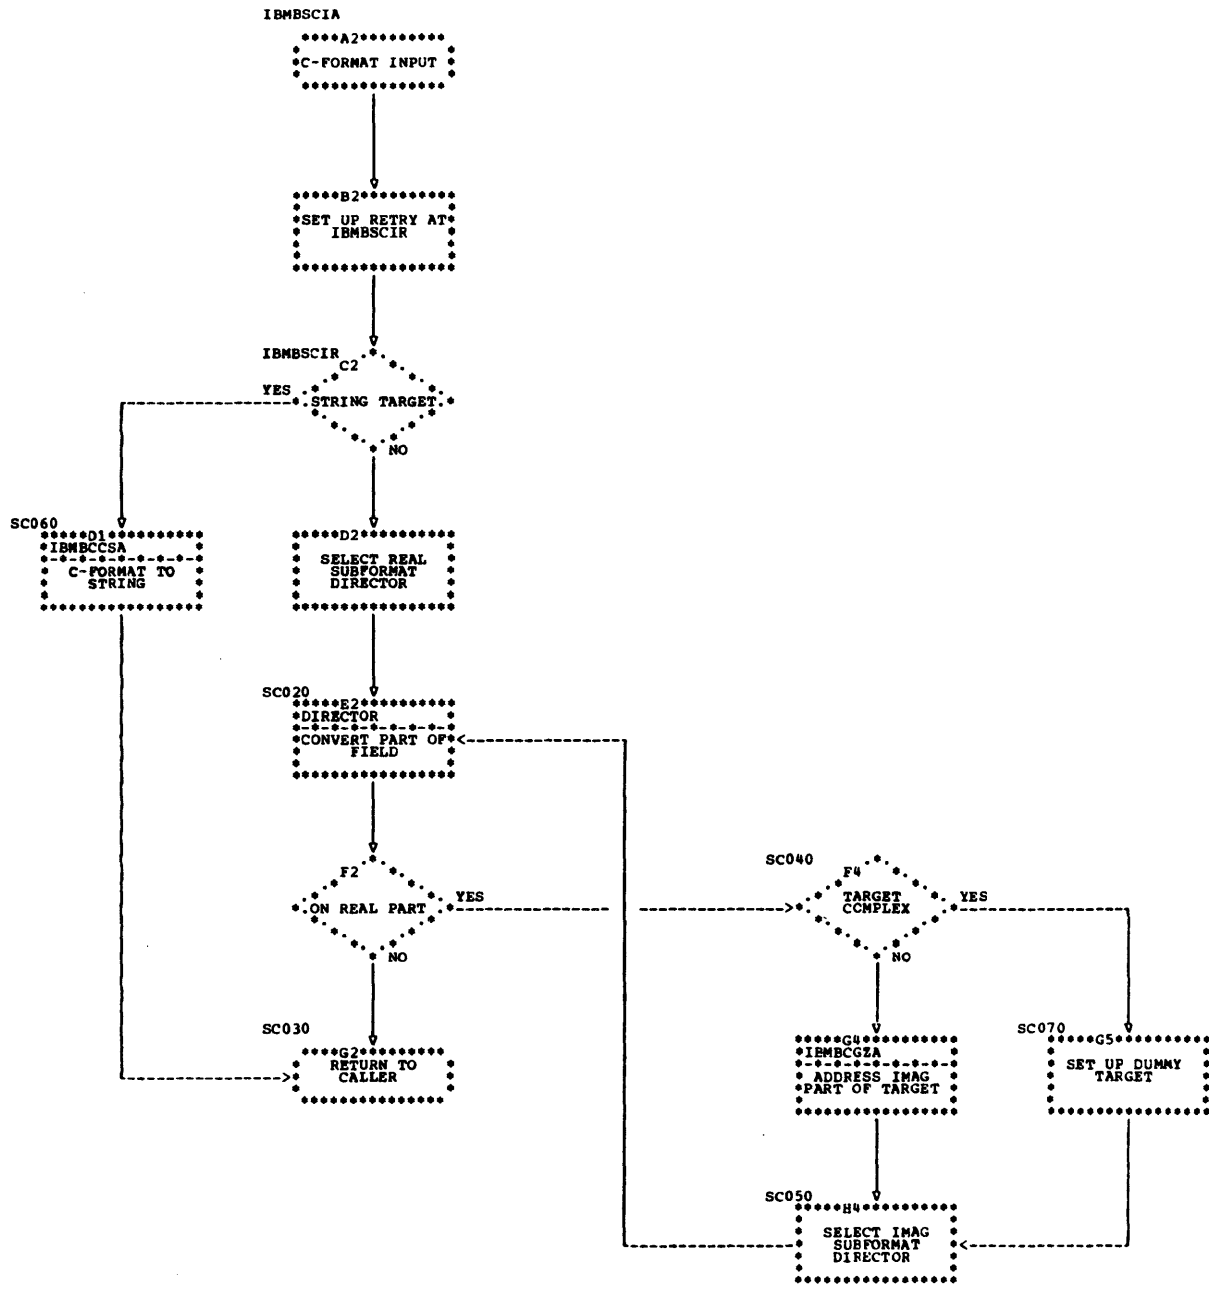 IBMBSCIA
A2
C-FORMAT INPUT
B2
SET UP RETRY AT
IBMBSCIR
IBMBSCIR
C2
YES
STRING TARGET
NO
SC060
D1
IBMBCCSA
C-FORMAT TO
STRING
D2
SELECT REAL
SUBFORMAT
DIRECTOR
SC020
E2
DIRECTOR
CONVERT PART OF
FIELD
F2
ON REAL PART
YES
NO
SC040
F4
TARGET
COMPLEX
YES
NO
SC030
G2
RETURN TO
CALLER
G4
IBMBCGZA
ADDRESS IMAG
PART OF TARGET
SC070
G5
SET UP DUMMY
TARGET
SC050
H4
SELECT IMAG
SUBFORMAT
DIRECTOR